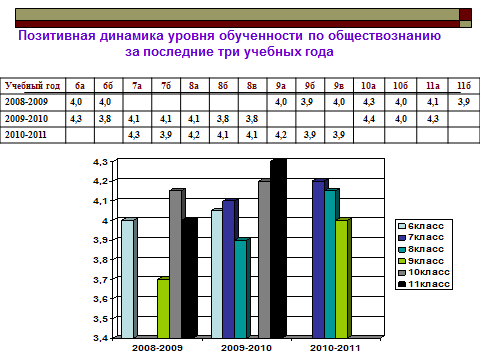 Позитивная динамика уровня обученности по обществознанию
за последние три учебных года
Учебный год 6а 6б 7а 7б 8а 8б 8в 9а 9б 9в 10а 10б 11а 11б
2008-2009 4,0 4,0 4,0 3,9 4,0 4,3 4,0 4,1 3,9
2009-2010 4,3 3,8 4,1 4,1 4,1 3,8 3,8 4,4 4,0 4,3
2010-2011 4,3 3,9 4,2 4,1 4,1 4,2 3,9 3,9
4,3
4,2
4,1
4
3,9
3,8
3,7
3,6
3,5
3,4
2008-2009 2009-2010 2010-2011
6класс
7класс
8класс
9класс
10класс
11класс